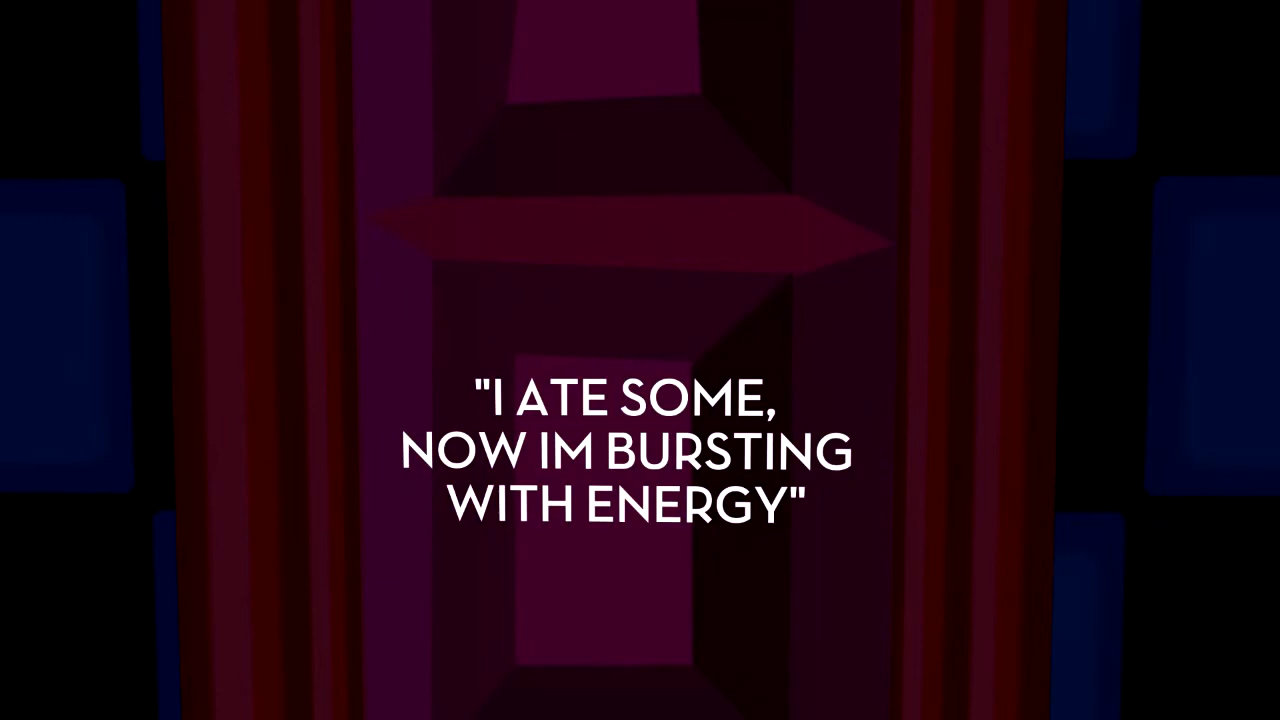 "I ATE SOME,
NOW IM BURSTING
WITH ENERGY"